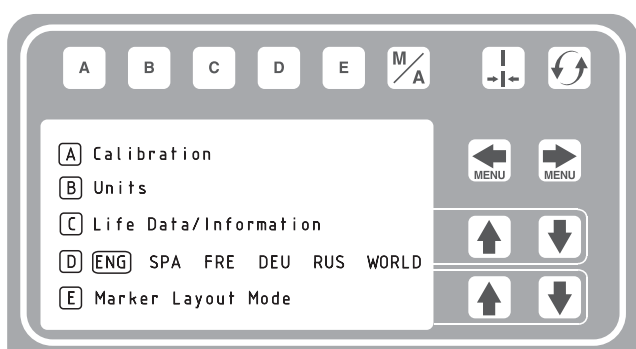 A B C D E M/A
MENU MENU
A Calibration
B Units
C Life Data/Information
D ENG SPA FRE DEU RUS WORLD
E Marker Layout Mode